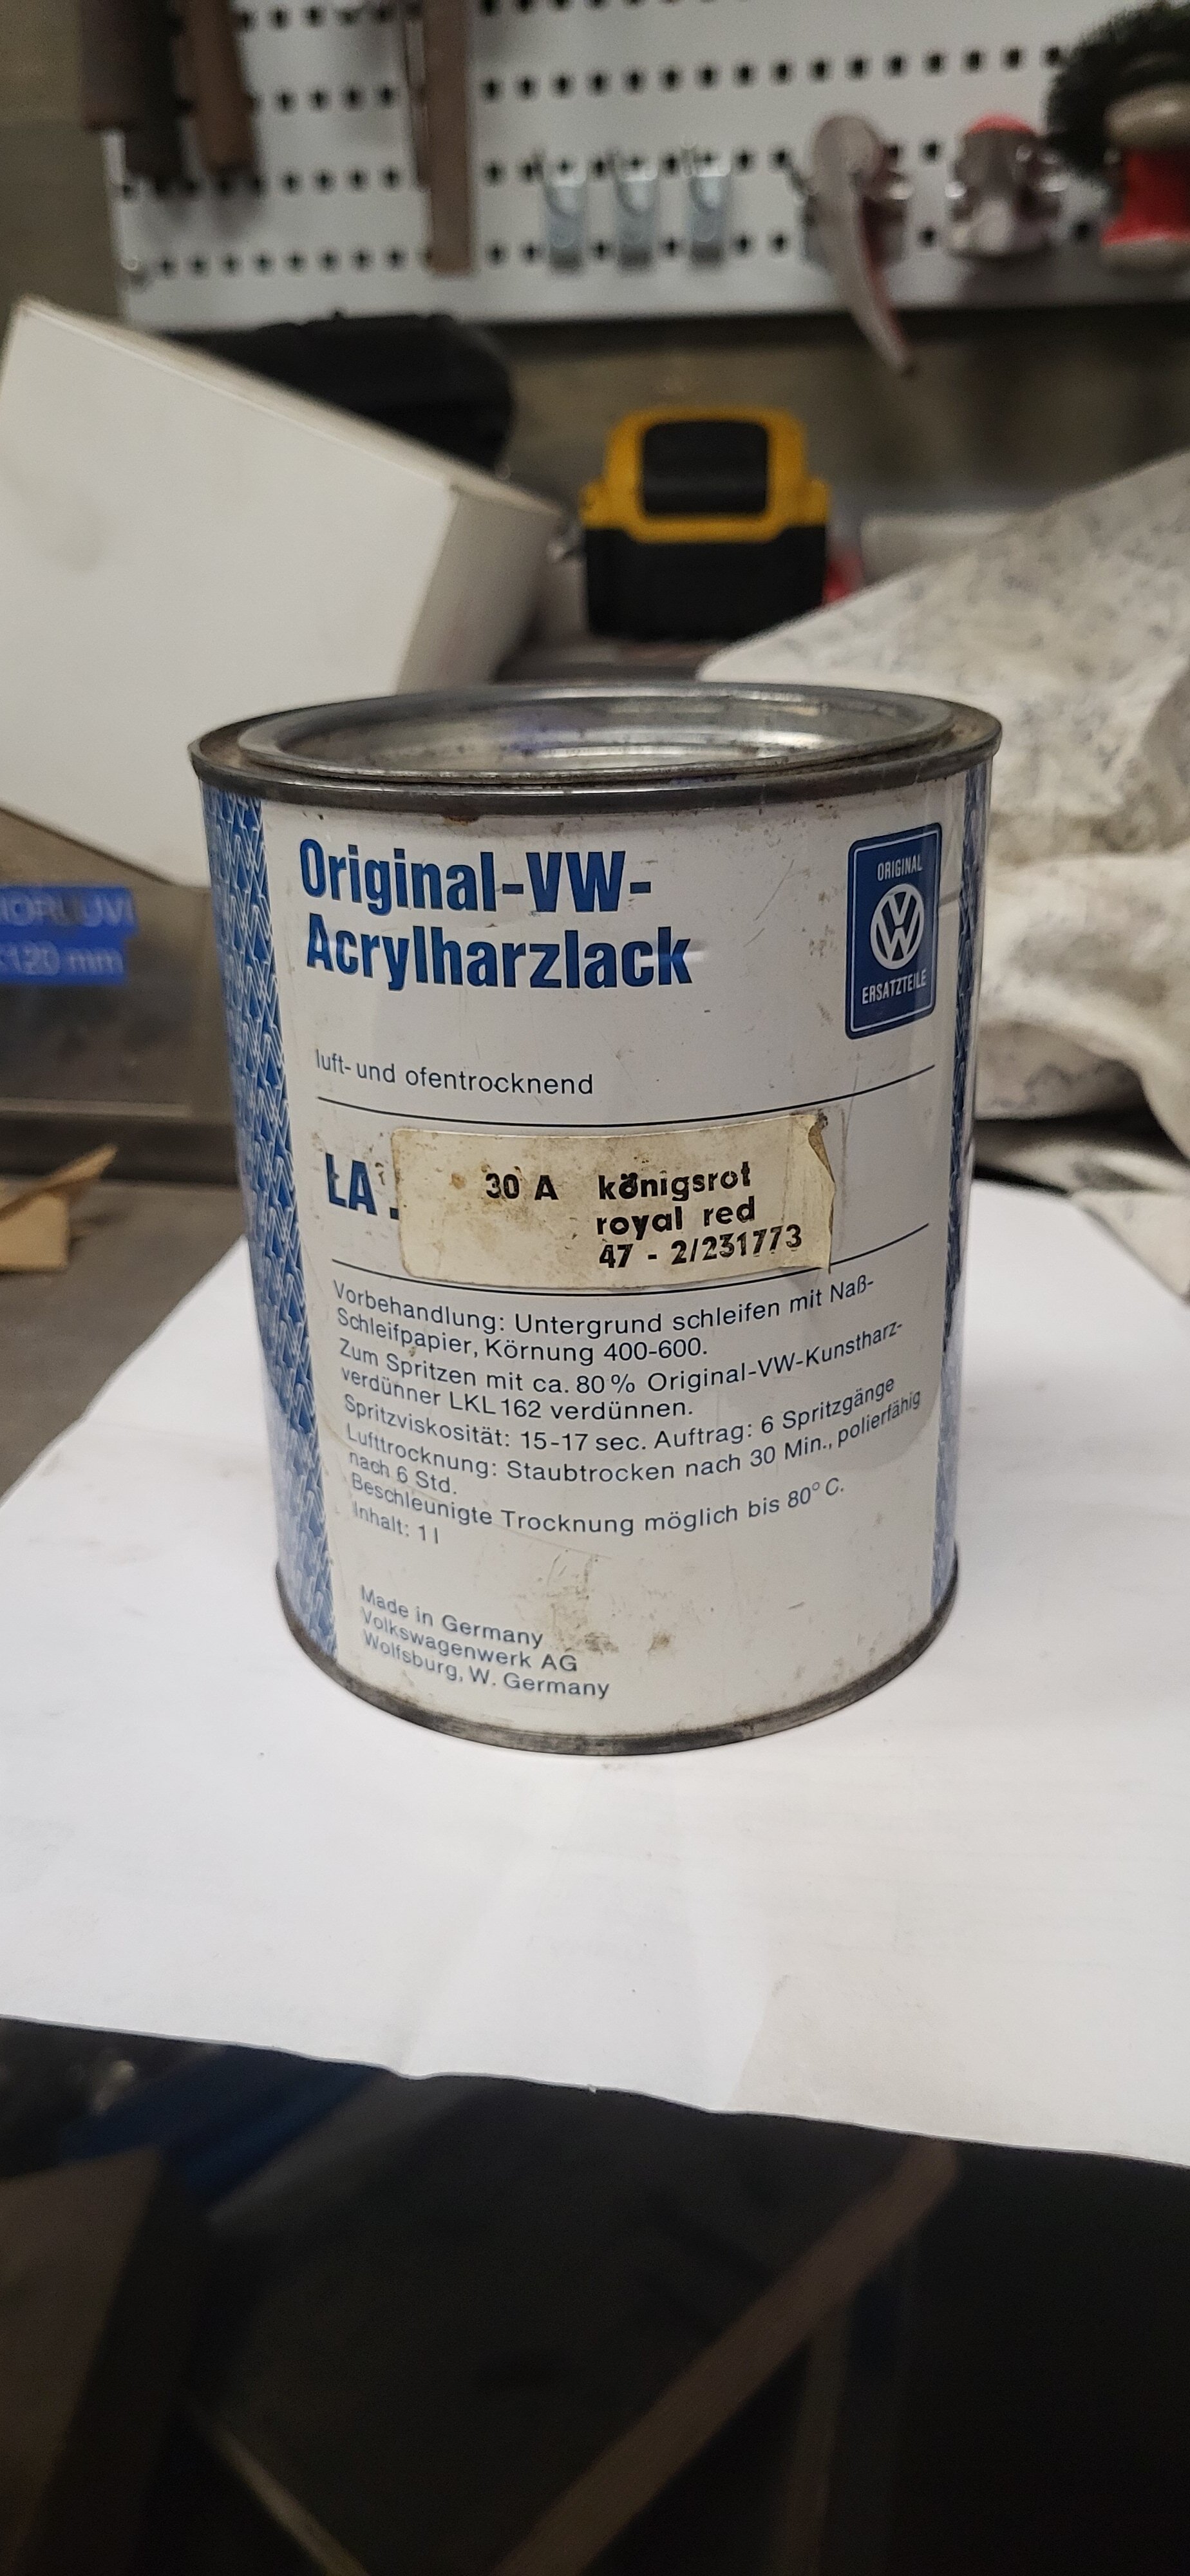 Original-VW-
Acrylharzlack
ORIGINAL
VW
ERSATZTEILE
luft- und ofentrocknend
30 A königsrot
royal red
47 - 2/231773
Vorbehandlung: Untergrund schleifen mit Naß-
Schleifpapier, Körnung 400-600.
Zum Spritzen mit ca. 80% Original-VW-Kunstharz-
verdünner LKL 162 verdünnen.
Spritzviskosität: 15-17 sec. Auftrag: 6 Spritzgänge
Lufttrocknung: Staubtrocken nach 30 Min., polierfähig
nach 6 Std.
Beschleunigte Trocknung möglich bis 80° C.
Inhalt: 1 l
Made in Germany
Volkswagenwerk AG
Wolfsburg, W. Germany
120 mm